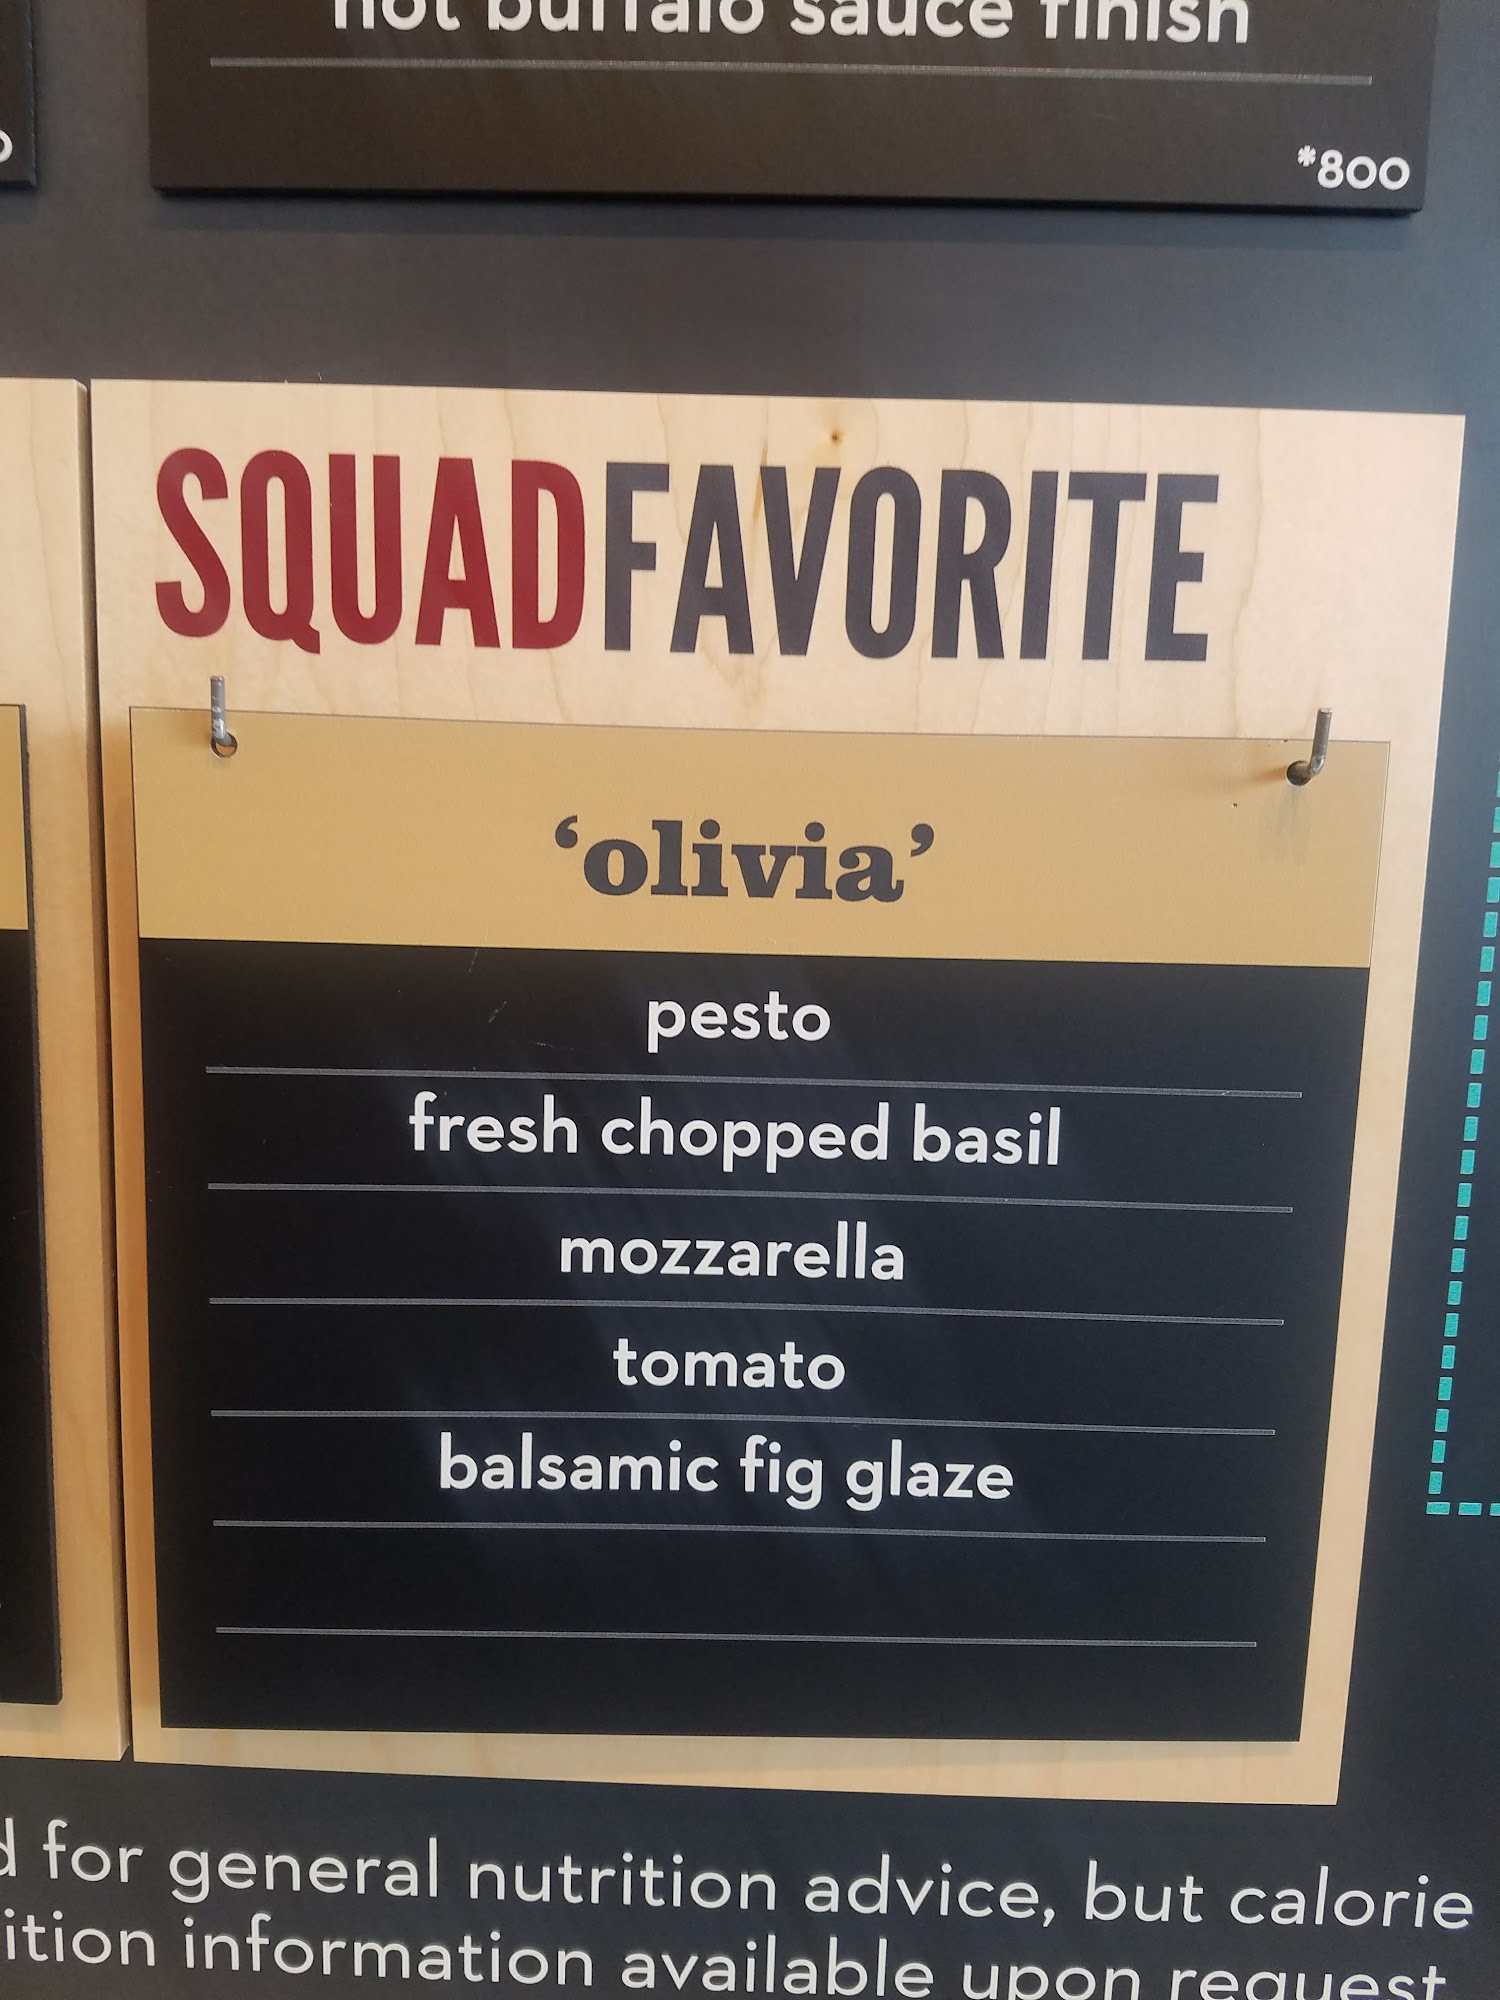 hot buffalo sauce finish
*800
SQUADFAVORITE
‘olivia’
pesto
fresh chopped basil
mozzarella
tomato
balsamic fig glaze
for general nutrition advice, but calorie
information available upon request